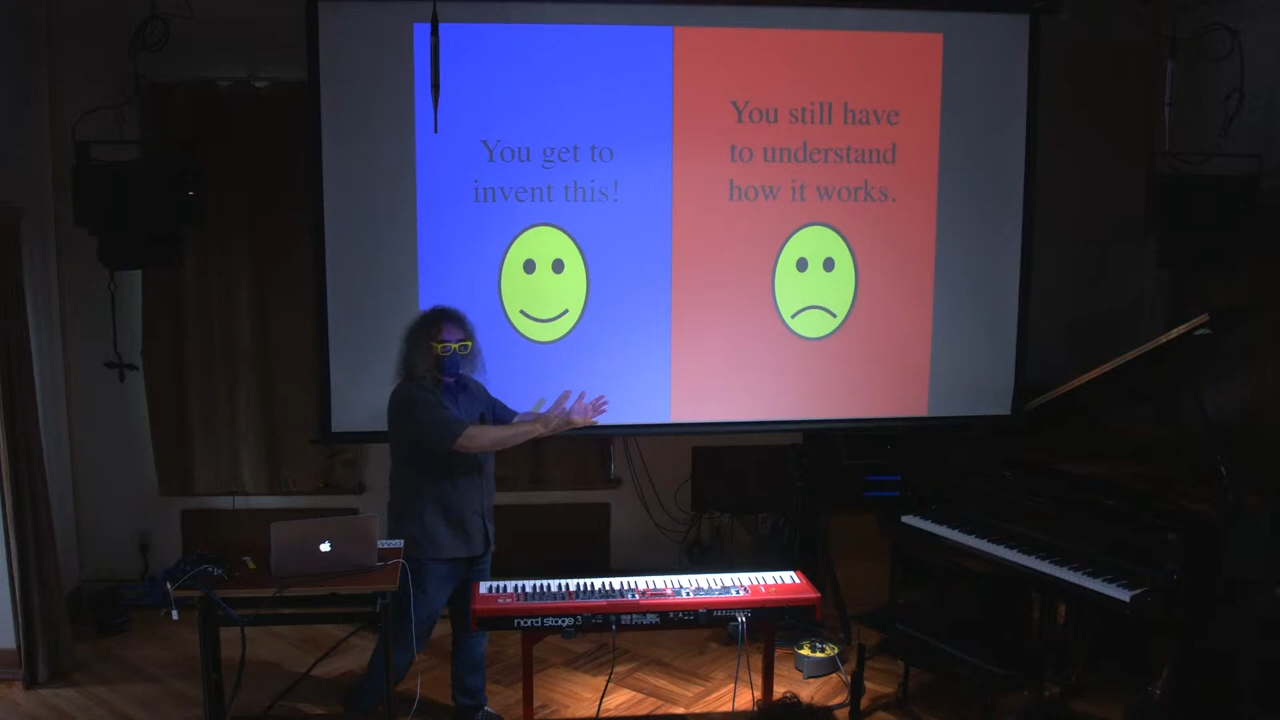 You get to
invent this!
You still have
to understand
how it works.
nord stage 3